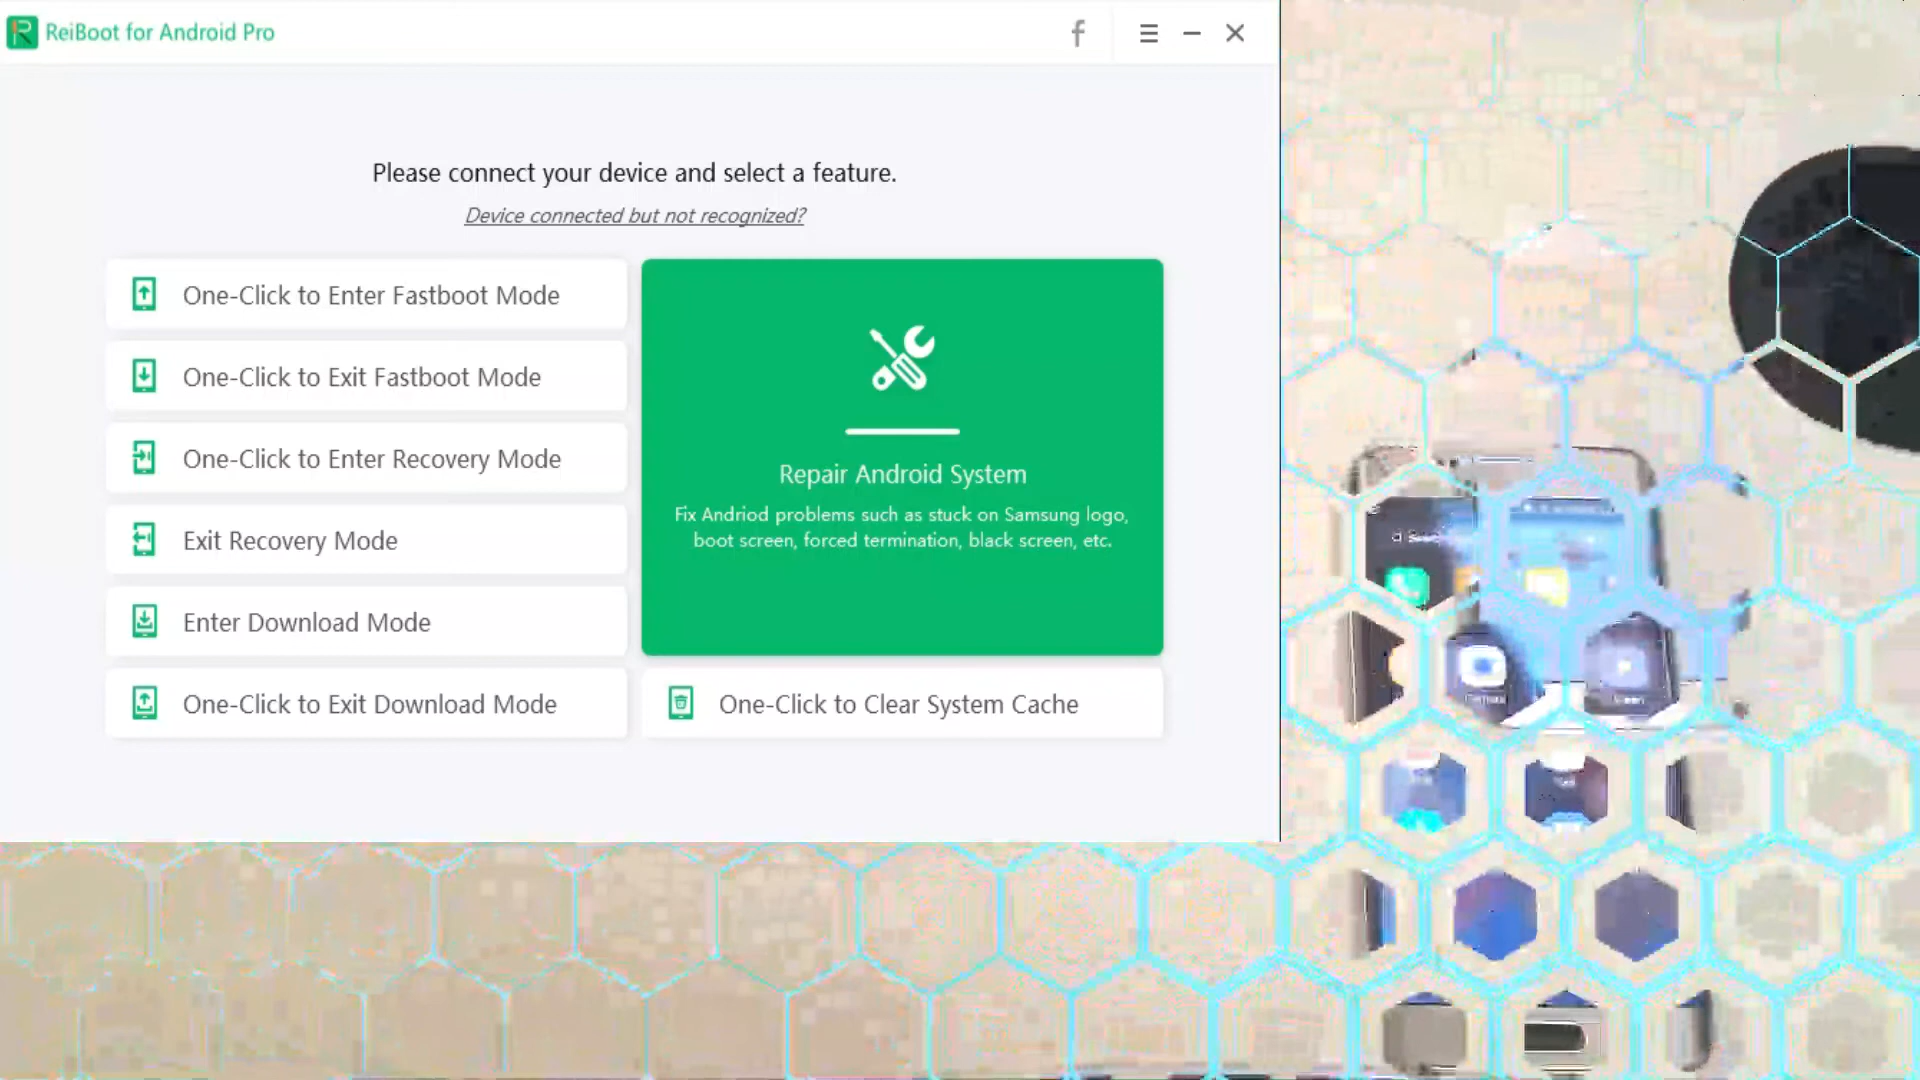 ReiBoot for Android Pro
Please connect your device and select a feature.
Device connected but not recognized?
One-Click to Enter Fastboot Mode
One-Click to Exit Fastboot Mode
One-Click to Enter Recovery Mode
Exit Recovery Mode
Enter Download Mode
One-Click to Exit Download Mode
Repair Android System
Fix Andriod problems such as stuck on Samsung logo,
boot screen, forced termination, black screen, etc.
One-Click to Clear System Cache